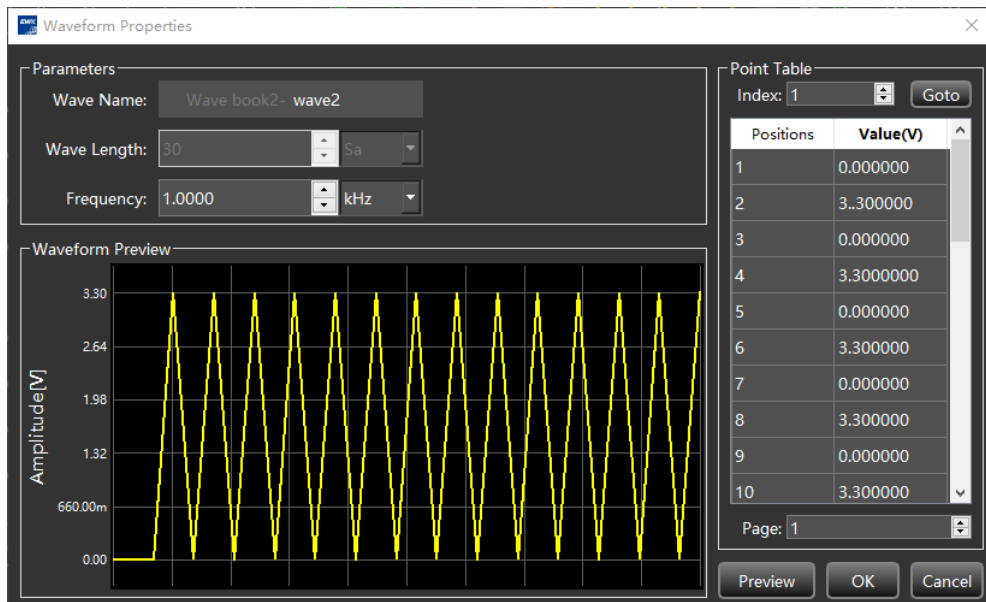 EWR
Waveform Properties
Parameters
Wave Name: Wave book2- wave2
Wave Length: 30 Sa
Frequency: 1.0000 kHz
Waveform Preview
Amplitude[V]
3.30
2.64
1.98
1.32
660.00m
0.00
Point Table
Index: 1 Goto
Positions Value(V)
1 0.000000
2 3..300000
3 0.000000
4 3.3000000
5 0.000000
6 3.300000
7 0.000000
8 3.300000
9 0.000000
10 3.300000
Page: 1
Preview OK Cancel